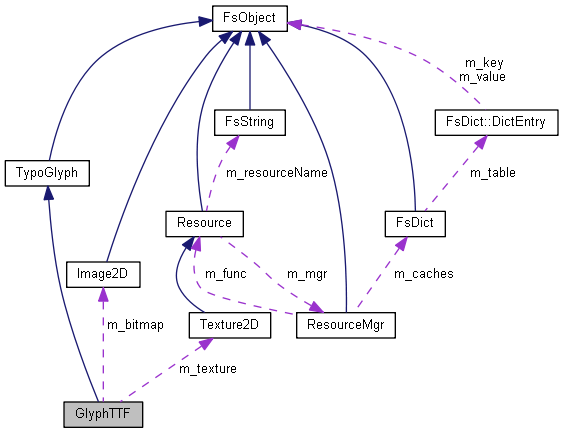 FsObject
m_key
m_value
FsString
FsDict::DictEntry
TypoGlyph
m_resourceName
m_table
Resource
FsDict
Image2D
m_func
m_mgr
m_caches
m_bitmap
Texture2D
ResourceMgr
m_texture
GlyphTTF